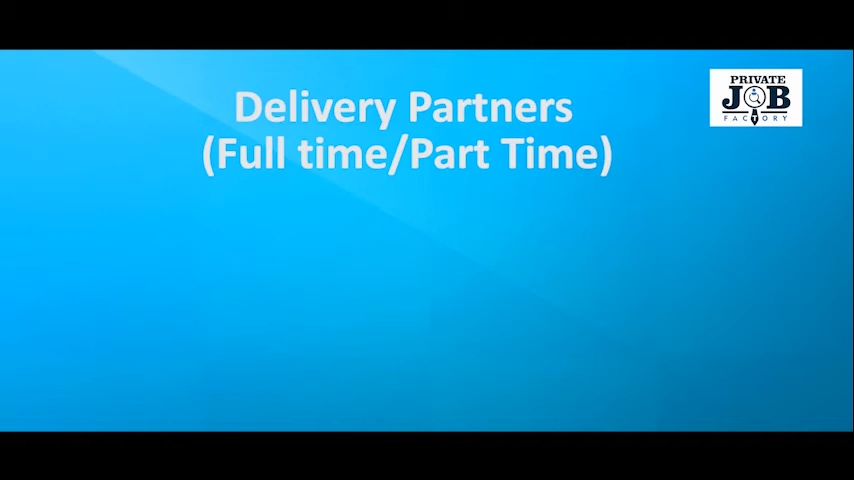 Delivery Partners
(Full time/Part Time)
PRIVATE
JOB
FACTORY